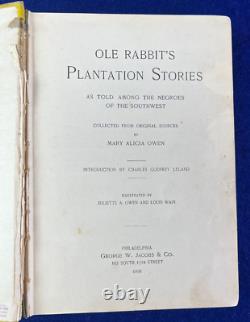 OLE RABBIT'S
PLANTATION STORIES
AS TOLD AMONG THE NEGROES
OF THE SOUTHWEST
COLLECTED FROM ORIGINAL SOURCES
BY
MARY ALICIA OWEN
INTRODUCTION BY CHARLES GODFREY LELAND
ILLUSTRATED BY
JULIETTE A. OWEN AND LOUIS WAIN
PHILADELPHIA
GEORGE W. JACOBS & CO.
103 SOUTH 15TH STREET
1898